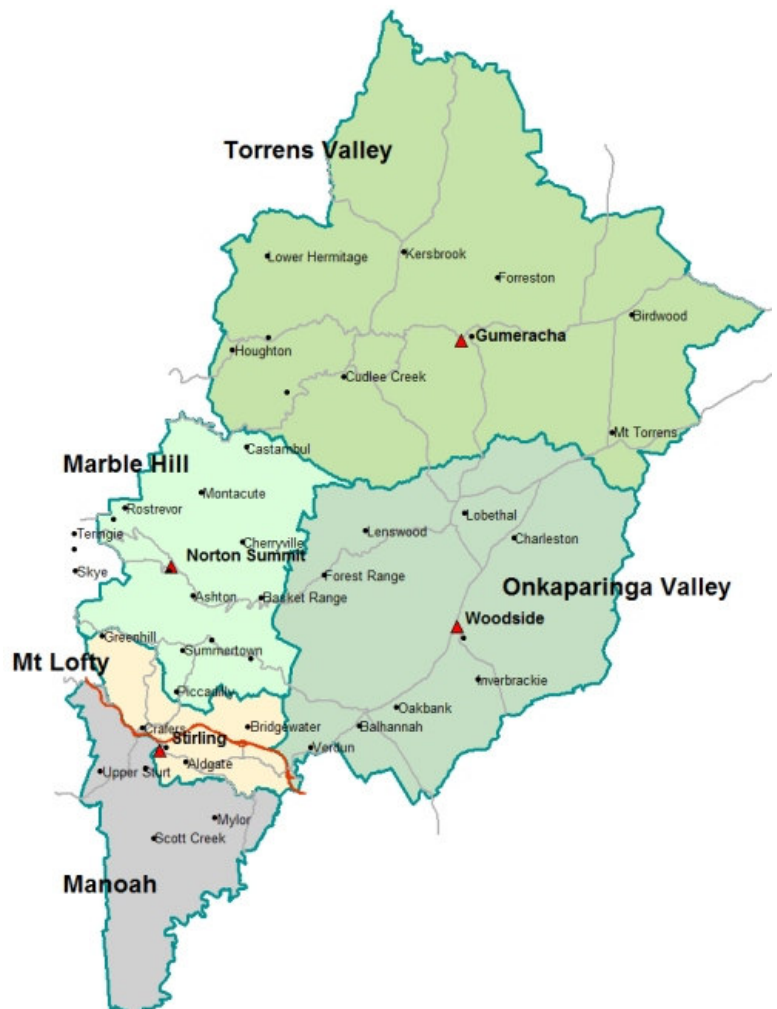 Torrens Valley
Lower Hermitage
Kersbrook
Forreston
Birdwood
Gumeracha
Houghton
Cudlee Creek
Mt Torrens
Castambul
Marble Hill
Montacute
Rostrevor
Lobethal
Teringie
Lenswood
Charleston
Cherryville
Norton Summit
Skye
Forest Range
Onkaparinga Valley
Ashton
Basket Range
Woodside
Greenhill
Summertown
Mt Lofty
Inverbrackie
Piccadilly
Oakbank
Crafers
Bridgewater
Balhannah
Stirling
Verdun
Upper Sturt
Aldgate
Mylor
Scott Creek
Manoah